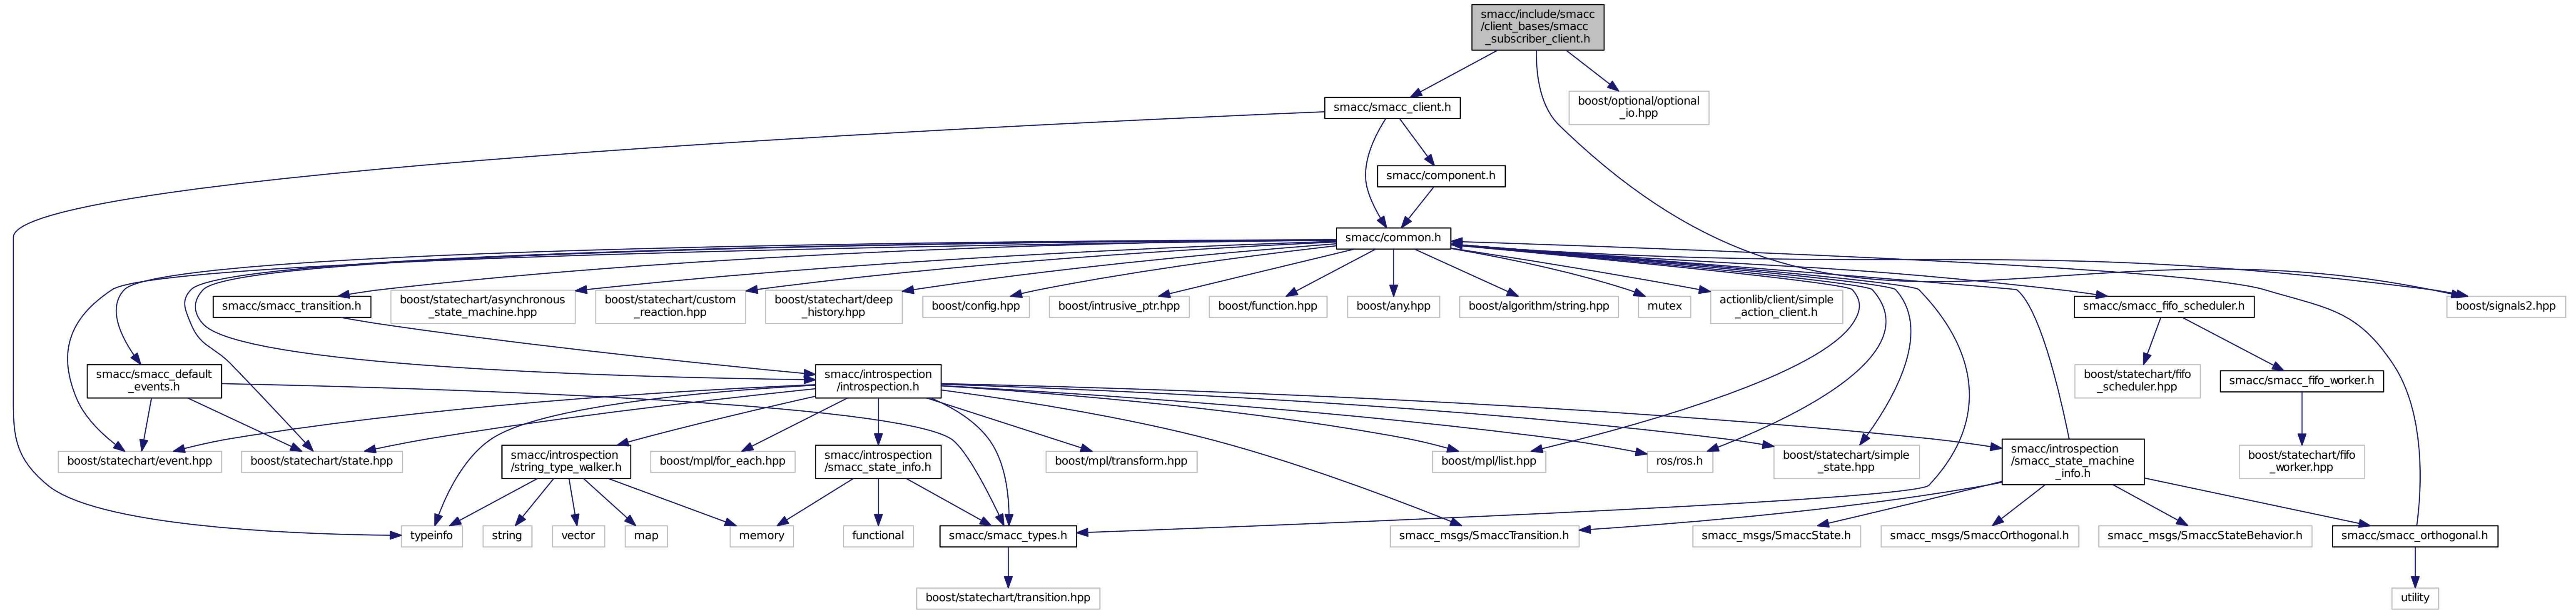 smacc/include/smacc
/client_bases/smacc
_subscriber_client.h
smacc/smacc_client.h
boost/optional/optional
_io.hpp
smacc/component.h
smacc/common.h
smacc/smacc_transition.h
boost/statechart/asynchronous
_state_machine.hpp
boost/statechart/custom
_reaction.hpp
boost/statechart/deep
_history.hpp
boost/config.hpp
boost/intrusive_ptr.hpp
boost/function.hpp
boost/any.hpp
boost/algorithm/string.hpp
mutex
actionlib/client/simple
_action_client.h
smacc/smacc_fifo_scheduler.h
boost/signals2.hpp
smacc/smacc_default
_events.h
smacc/introspection
/introspection.h
boost/statechart/fifo
_scheduler.hpp
smacc/smacc_fifo_worker.h
boost/statechart/event.hpp
boost/statechart/state.hpp
smacc/introspection
/string_type_walker.h
boost/mpl/for_each.hpp
smacc/introspection
/smacc_state_info.h
boost/mpl/transform.hpp
boost/mpl/list.hpp
ros/ros.h
boost/statechart/simple
_state.hpp
smacc/introspection
/smacc_state_machine
_info.h
boost/statechart/fifo
_worker.hpp
typeinfo
string
vector
map
memory
functional
smacc/smacc_types.h
smacc_msgs/SmaccTransition.h
smacc_msgs/SmaccState.h
smacc_msgs/SmaccOrthogonal.h
smacc_msgs/SmaccStateBehavior.h
smacc/smacc_orthogonal.h
boost/statechart/transition.hpp
utility